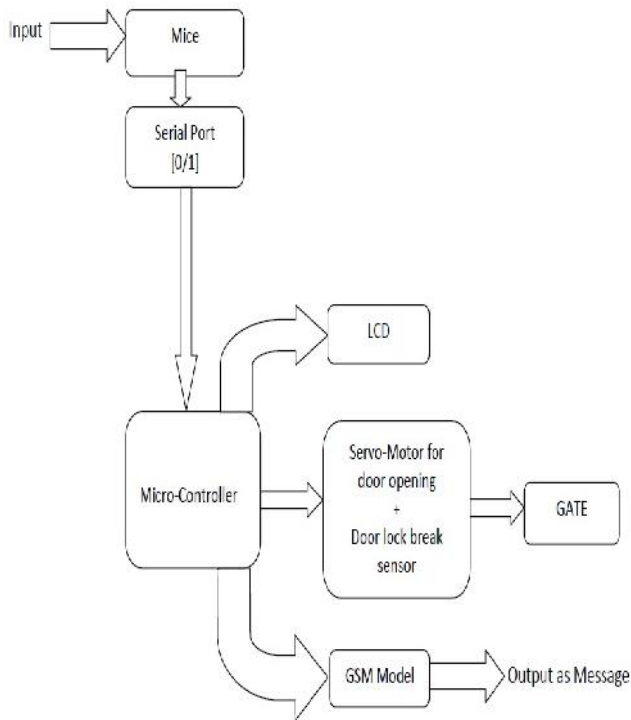 Input
Mice
Serial Port
[0/1]
LCD
Micro-Controller
Servo-Motor for
door opening
+
Door lock break
sensor
GATE
GSM Model
Output as Message